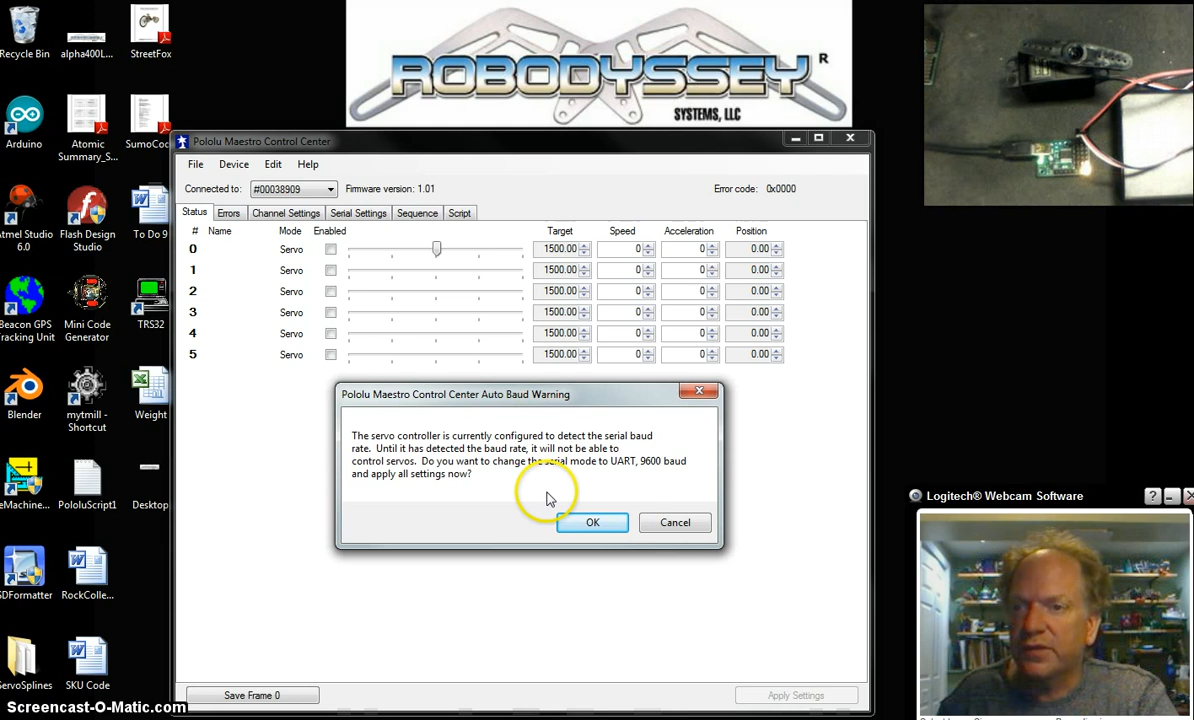 Recycle Bin
alpha400L...
StreetFox
Arduino
Atomic
Summary_S...
SumoCod
Atmel Studio
6.0
Flash Design
Studio
To Do 9
Beacon GPS
Tracking Unit
Mini Code
Generator
TRS32
Blender
mytmill -
Shortcut
Weight
eMachine...
PololuScript1
Desktop
SDFormatter
RockColle...
ServoSplines
SKU Code
Screencast-O-Matic.com
ROBODYSSEY
R
SYSTEMS, LLC
Pololu Maestro Control Center
File Device Edit Help
Connected to: #00038909 Firmware version: 1.01 Error code: 0x0000
Status Errors Channel Settings Serial Settings Sequence Script
# Name Mode Enabled Target Speed Acceleration Position
0 Servo 1500.00 0 0 0.00
1 Servo 1500.00 0 0 0.00
2 Servo 1500.00 0 0 0.00
3 Servo 1500.00 0 0 0.00
4 Servo 1500.00 0 0 0.00
5 Servo 1500.00 0 0 0.00
Pololu Maestro Control Center Auto Baud Warning
The servo controller is currently configured to detect the serial baud
rate. Until it has detected the baud rate, it will not be able to
control servos. Do you want to change the serial mode to UART, 9600 baud
and apply all settings now?
OK Cancel
Save Frame 0 Apply Settings
Logitech® Webcam Software
?